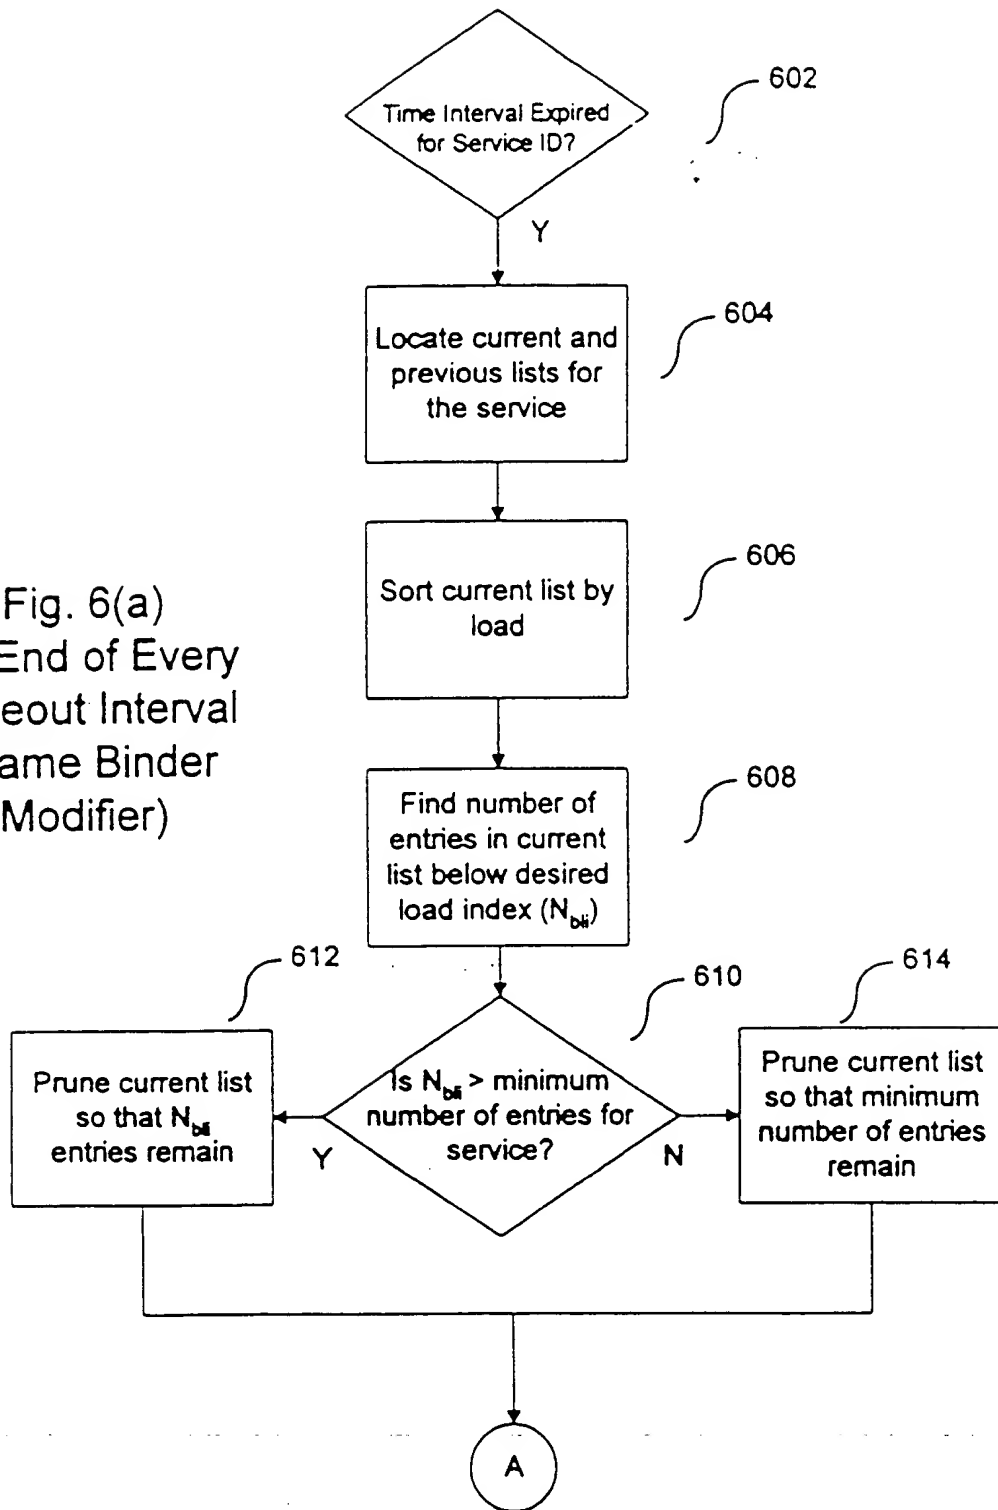 Time Interval Expired
for Service ID?
602
Y
Locate current and
previous lists for
the service
604
Sort current list by
load
606
Fig. 6(a)
End of Every
eout Interval
ame Binder
Modifier)
Find number of
entries in current
list below desired
load index (Nbli)
608
612
Prune current list
so that Nbli
entries remain
610
Is Nbli > minimum
number of entries for
service?
Y
N
614
Prune current list
so that minimum
number of entries
remain
A